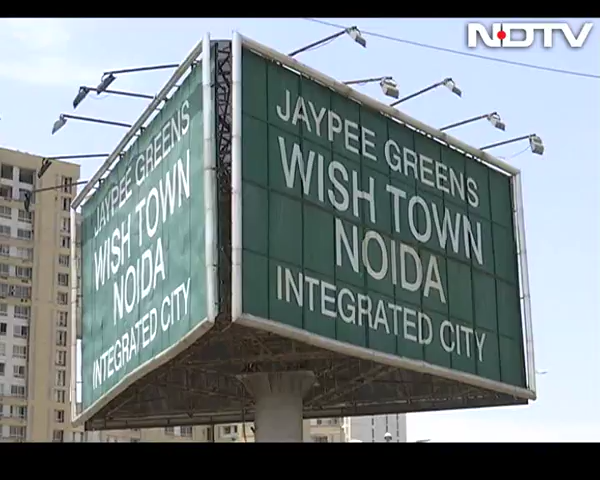 NDTV
JAYPEE GREENS
WISH TOWN
NOIDA
INTEGRATED CITY
JAYPEE GREENS
WISH TOWN
NOIDA
INTEGRATED CITY